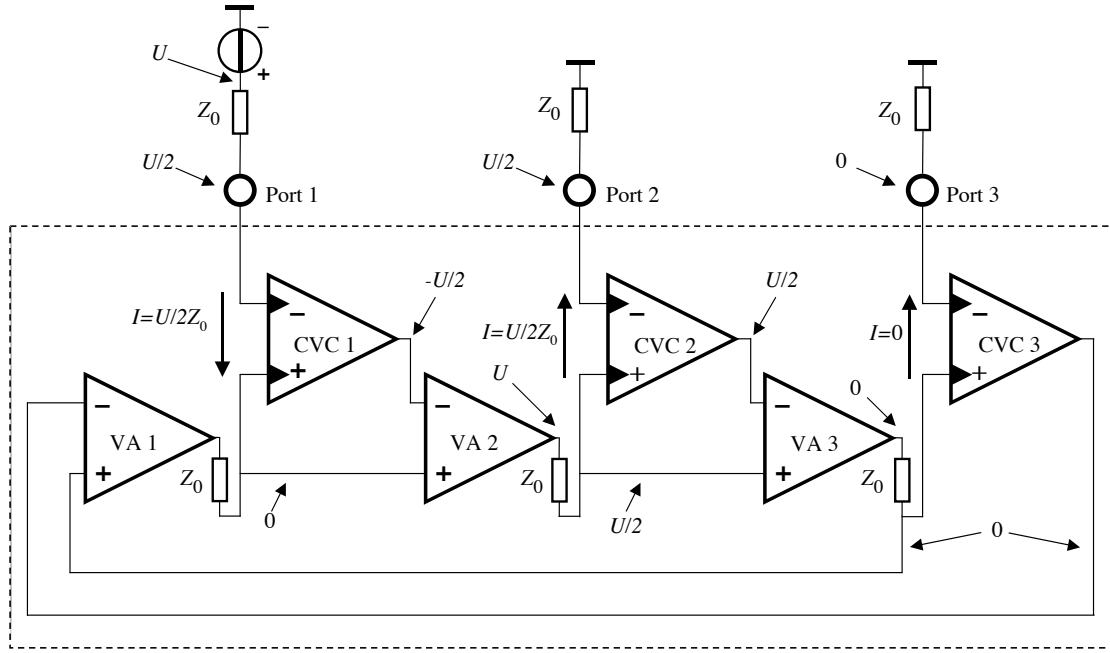 −
U
+
Z0
Z0
Z0
U/2
U/2
0
Port 1
Port 2
Port 3
-U/2
U/2
I=U/2Z0
−
CVC 1
+
I=U/2Z0
−
CVC 2
+
I=0
−
CVC 3
+
U
0
−
VA 1
+
−
VA 2
+
−
VA 3
+
Z0
Z0
Z0
0
U/2
0